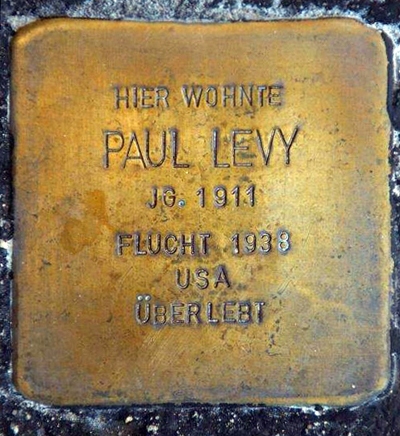 HIER WOHNTE
PAUL LEVY
JG. 1911
FLUCHT 1938
USA
ÜBERLEBT